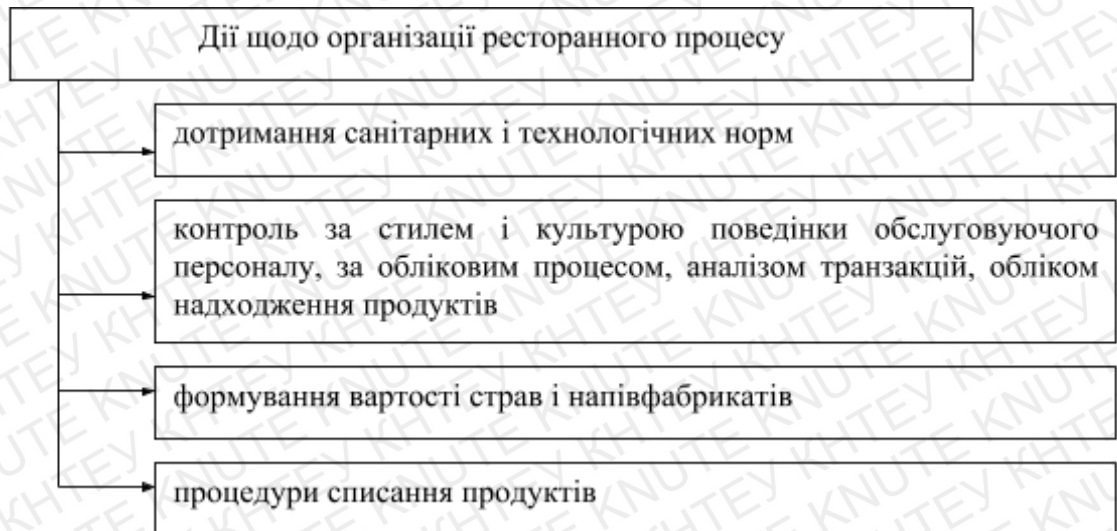 Дії щодо організації ресторанного процесу
дотримання санітарних і технологічних норм
контроль за стилем і культурою поведінки обслуговуючого
персоналу, за обліковим процесом, аналізом транзакцій, обліком
надходження продуктів
формування вартості страв і напівфабрикатів
процедури списання продуктів